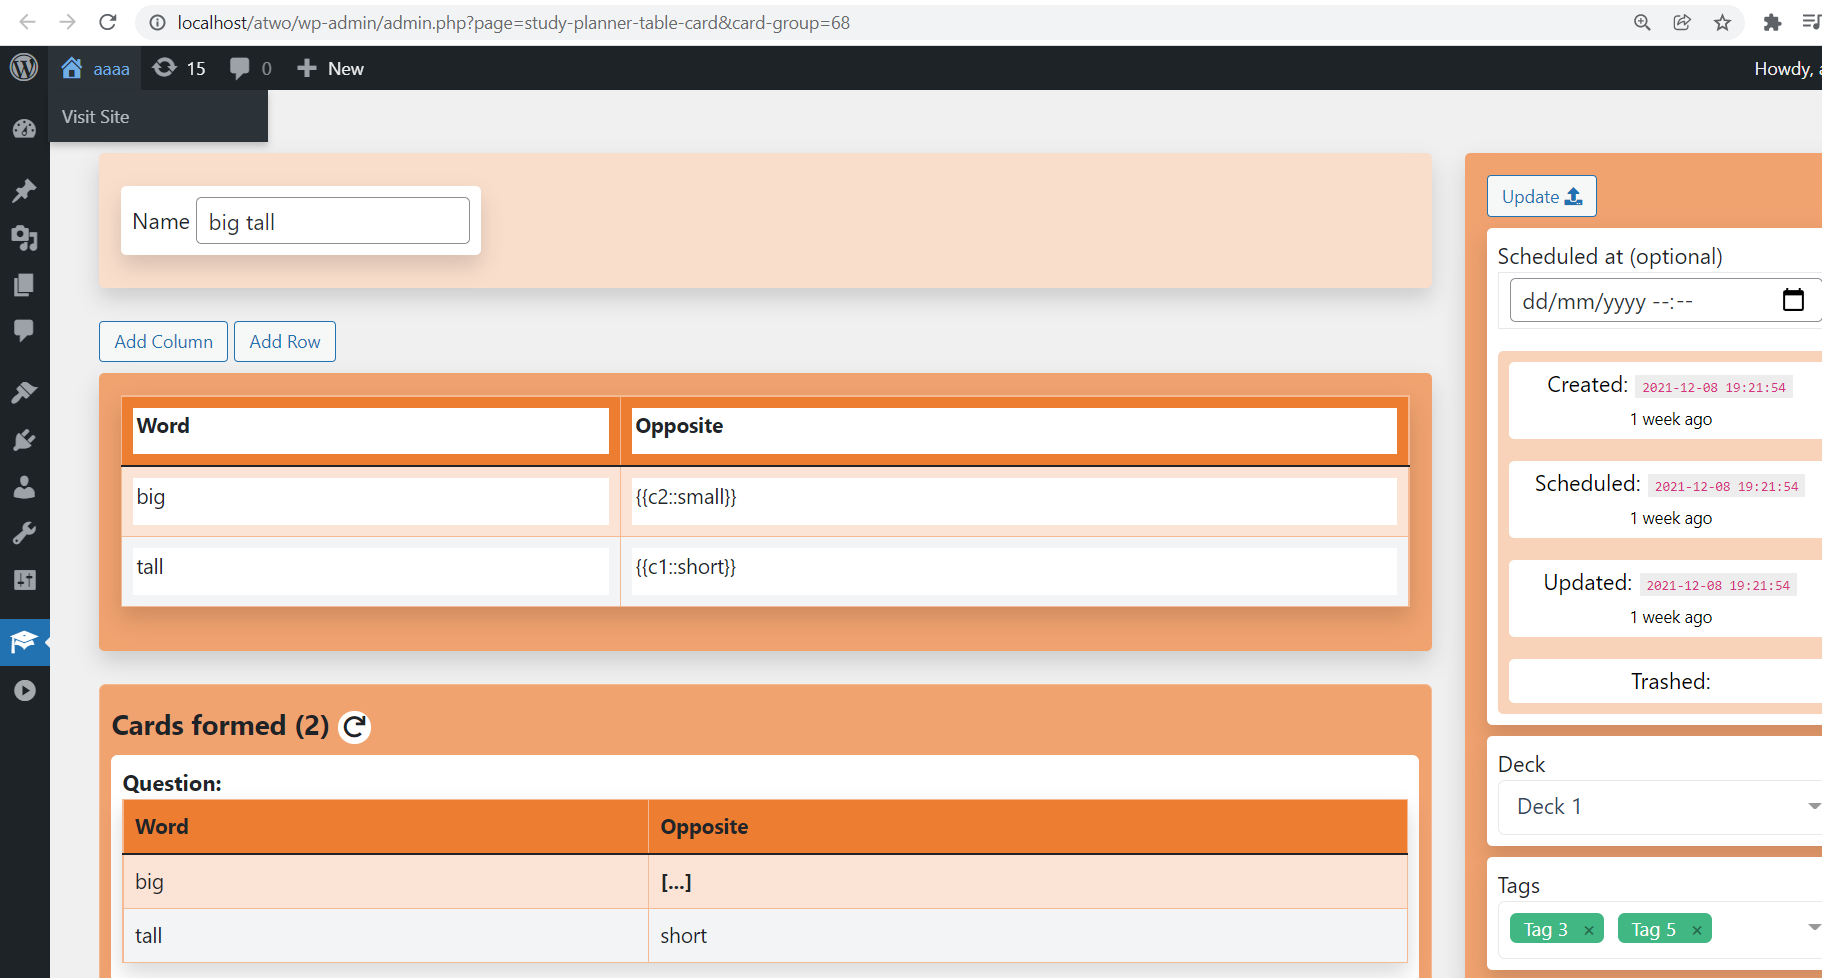 localhost/atwo/wp-admin/admin.php?page=study-planner-table-card&card-group=68
aaaa 15 0 New Howdy,
Visit Site
Name big tall
Add Column Add Row
Word Opposite
big {{c2::small}}
tall {{c1::short}}
Cards formed (2)
Question:
Word Opposite
big [...]
tall short
Update
Scheduled at (optional)
dd/mm/yyyy --:--
Created: 2021-12-08 19:21:54
1 week ago
Scheduled: 2021-12-08 19:21:54
1 week ago
Updated: 2021-12-08 19:21:54
1 week ago
Trashed:
Deck
Deck 1
Tags
Tag 3 × Tag 5 ×